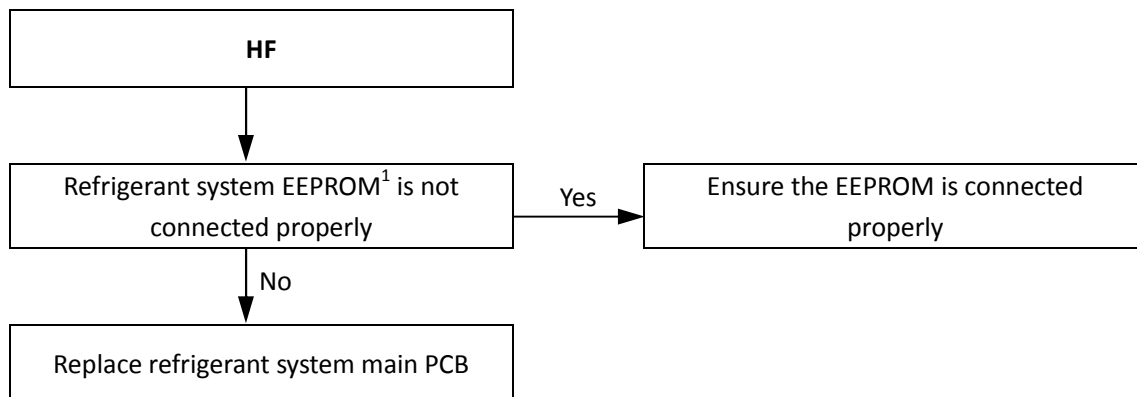 HF
Refrigerant system EEPROM¹ is not
connected properly
Yes
Ensure the EEPROM is connected
properly
No
Replace refrigerant system main PCB